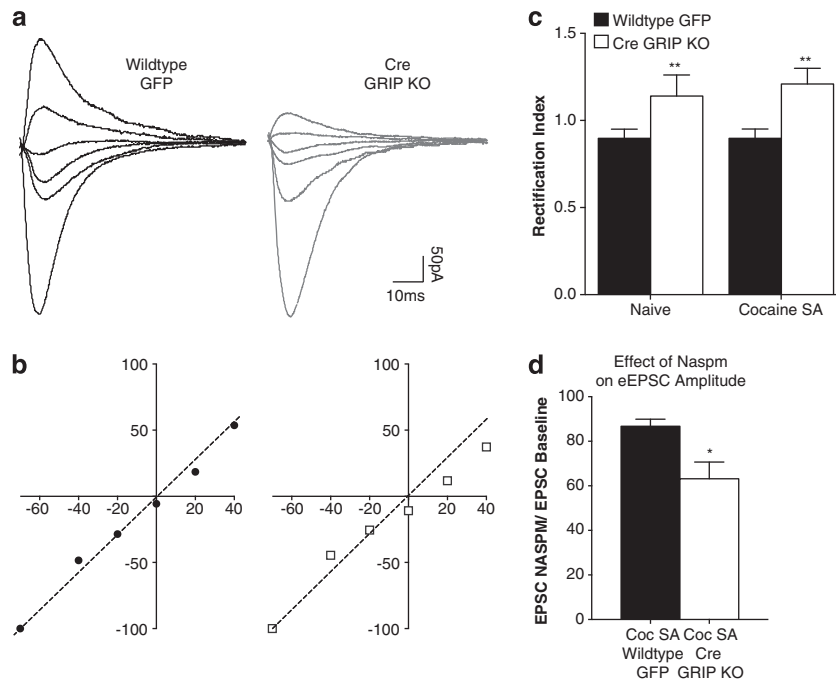 a
Wildtype
GFP
Cre
GRIP KO
50pA
10ms
b
100
50
-60 -40 -20 0 20 40
-50
-100
100
50
-60 -40 -20 0 20 40
-50
-100
c
Wildtype GFP
Cre GRIP KO
1.5
1.0
0.5
0.0
Rectification Index
**
**
Naive
Cocaine SA
d
Effect of Naspm
on eEPSC Amplitude
100
80
60
40
20
0
EPSC NASPM/ EPSC Baseline
*
Coc SA Coc SA
Wildtype Cre
GFP GRIP KO